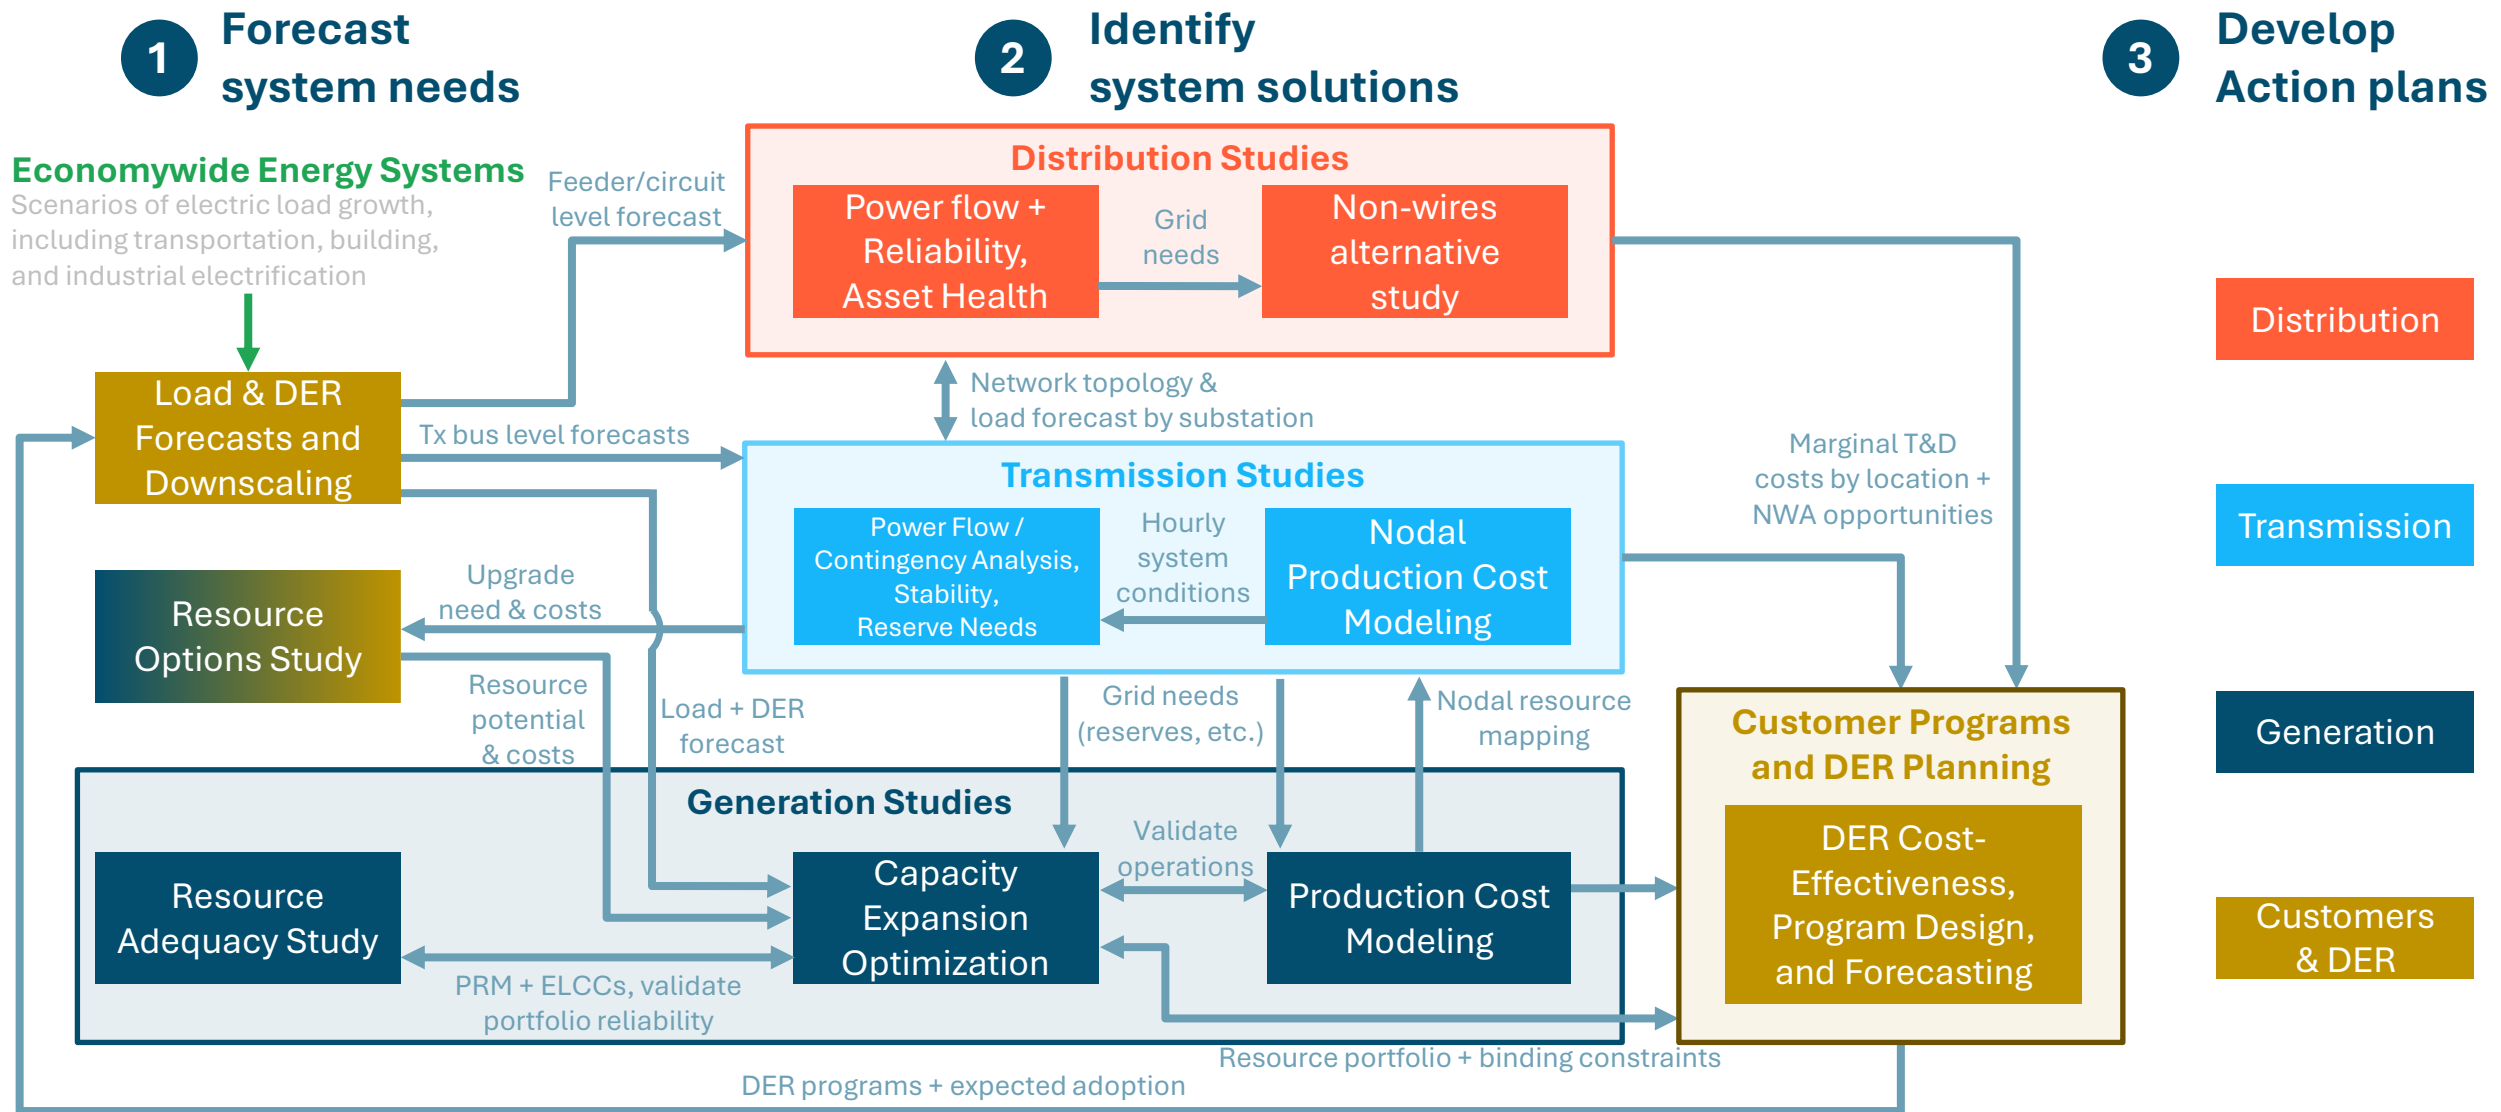 1
Forecast
system needs
2
Identify
system solutions
3
Develop
Action plans
Economywide Energy Systems
Scenarios of electric load growth,
including transportation, building,
and industrial electrification
Feeder/circuit
level forecast
Distribution Studies
Power flow +
Reliability,
Asset Health
Grid
needs
Non-wires
alternative
study
Distribution
Load & DER
Forecasts and
Downscaling
Network topology &
load forecast by substation
Tx bus level forecasts
Marginal T&D
costs by location +
NWA opportunities
Transmission Studies
Power Flow /
Contingency Analysis,
Stability,
Reserve Needs
Hourly
system
conditions
Nodal
Production Cost
Modeling
Transmission
Resource
Options Study
Upgrade
need & costs
Resource
potential
& costs
Load + DER
forecast
Grid needs
(reserves, etc.)
Nodal resource
mapping
Customer Programs
and DER Planning
Generation
Generation Studies
Resource
Adequacy Study
Capacity
Expansion
Optimization
Validate
operations
Production Cost
Modeling
DER Cost-
Effectiveness,
Program Design,
and Forecasting
Customers
& DER
PRM + ELCCs, validate
portfolio reliability
Resource portfolio + binding constraints
DER programs + expected adoption